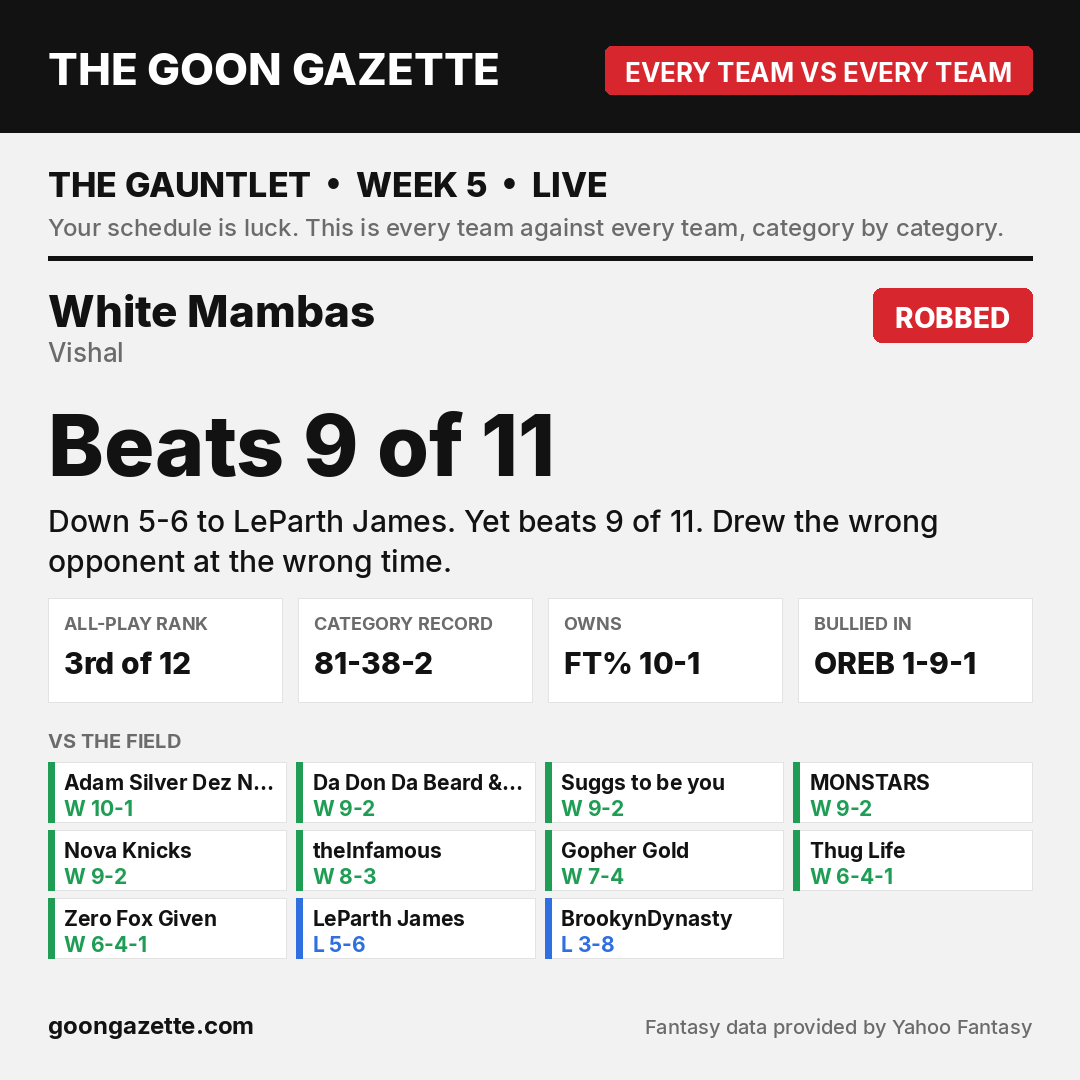 THE GOON GAZETTE
EVERY TEAM VS EVERY TEAM
THE GAUNTLET • WEEK 5 • LIVE
Your schedule is luck. This is every team against every team, category by category.
White Mambas
ROBBED
Vishal
Beats 9 of 11
Down 5-6 to LeParth James. Yet beats 9 of 11. Drew the wrong
opponent at the wrong time.
ALL-PLAY RANK
3rd of 12
CATEGORY RECORD
81-38-2
OWNS
FT% 10-1
BULLIED IN
OREB 1-9-1
VS THE FIELD
Adam Silver Dez N...
W 10-1
Da Don Da Beard &...
W 9-2
Suggs to be you
W 9-2
MONSTARS
W 9-2
Nova Knicks
W 9-2
theInfamous
W 8-3
Gopher Gold
W 7-4
Thug Life
W 6-4-1
Zero Fox Given
W 6-4-1
LeParth James
L 5-6
BrookynDynasty
L 3-8
goongazette.com
Fantasy data provided by Yahoo Fantasy